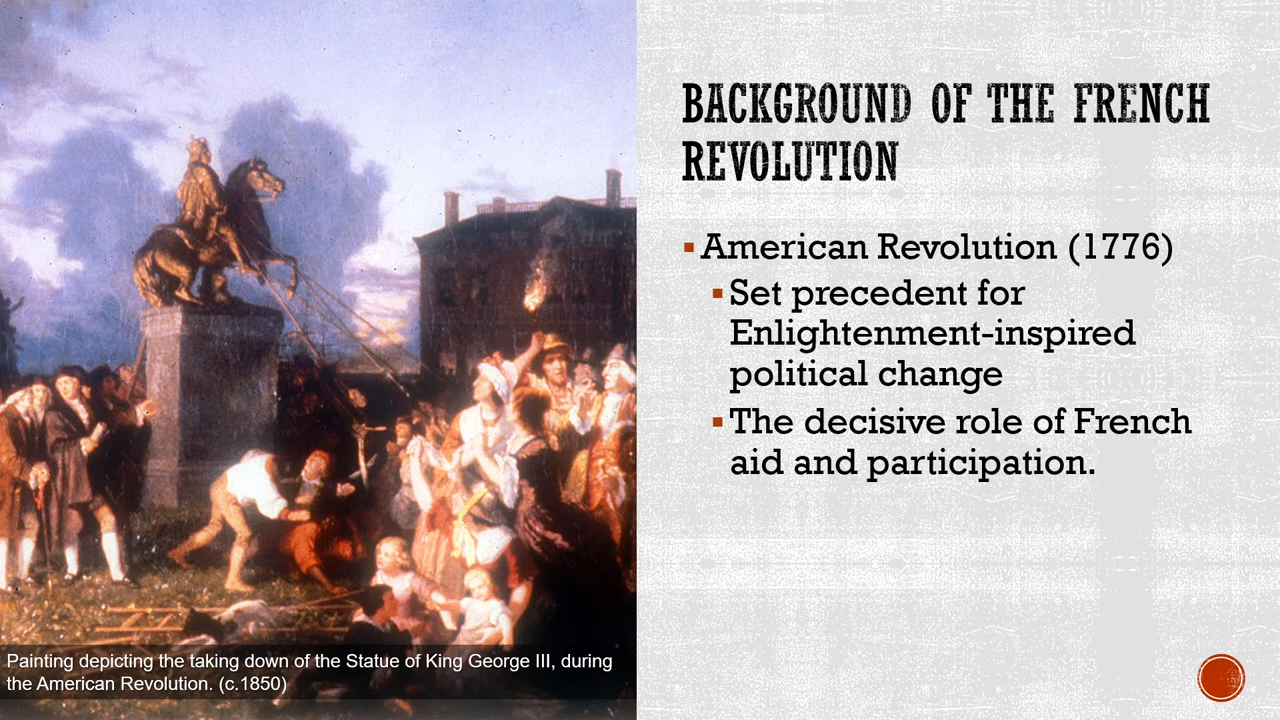 BACKGROUND OF THE FRENCH
REVOLUTION
American Revolution (1776)
Set precedent for
Enlightenment-inspired
political change
The decisive role of French
aid and participation.
Painting depicting the taking down of the Statue of King George III, during
the American Revolution. (c.1850)